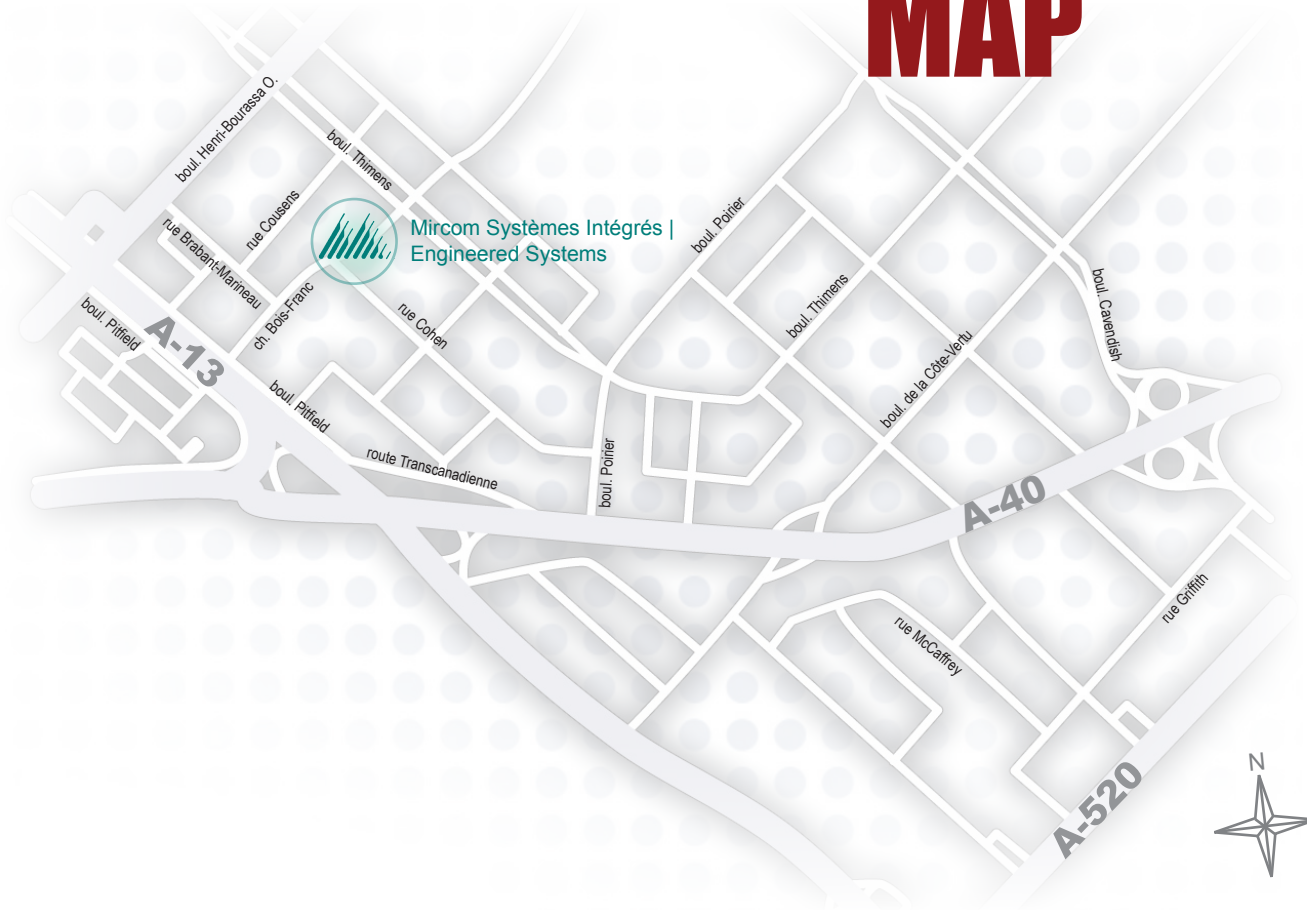 MAP
boul. Henri-Bourassa O.
boul. Thimens
rue Cousens
rue Brabant-Marineau
Mircom Systèmes Intégrés |
Engineered Systems
boul. Poirier
boul. Pitfield
A-13
ch. Bois-Franc
rue Cohen
boul. Thimens
boul. Cavendish
boul. de la Côte-Vertu
boul. Pitfield
route Transcanadienne
boul. Poirier
A-40
rue Griffith
rue McCaffrey
A-520
N